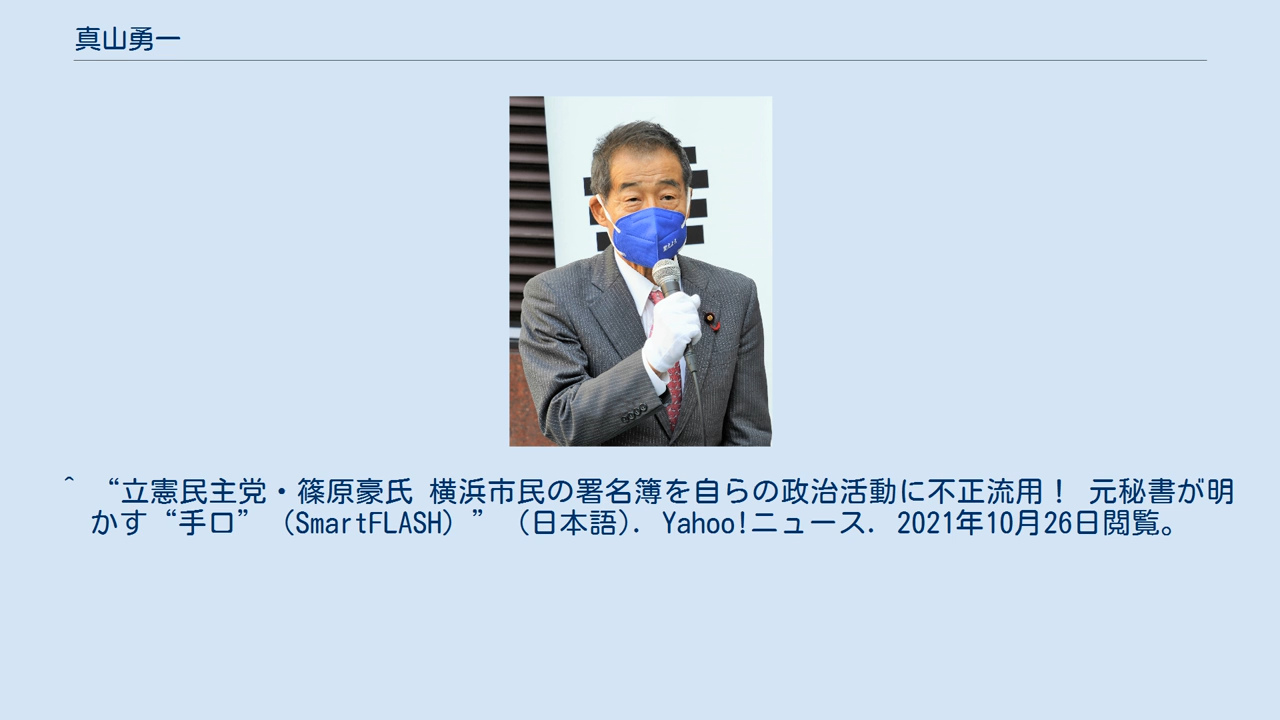 真山勇一
^ “立憲民主党・篠原豪氏 横浜市民の署名簿を自らの政治活動に不正流用！ 元秘書が明
かす“手口”（SmartFLASH）” （日本語）. Yahoo!ニュース. 2021年10月26日閲覧。